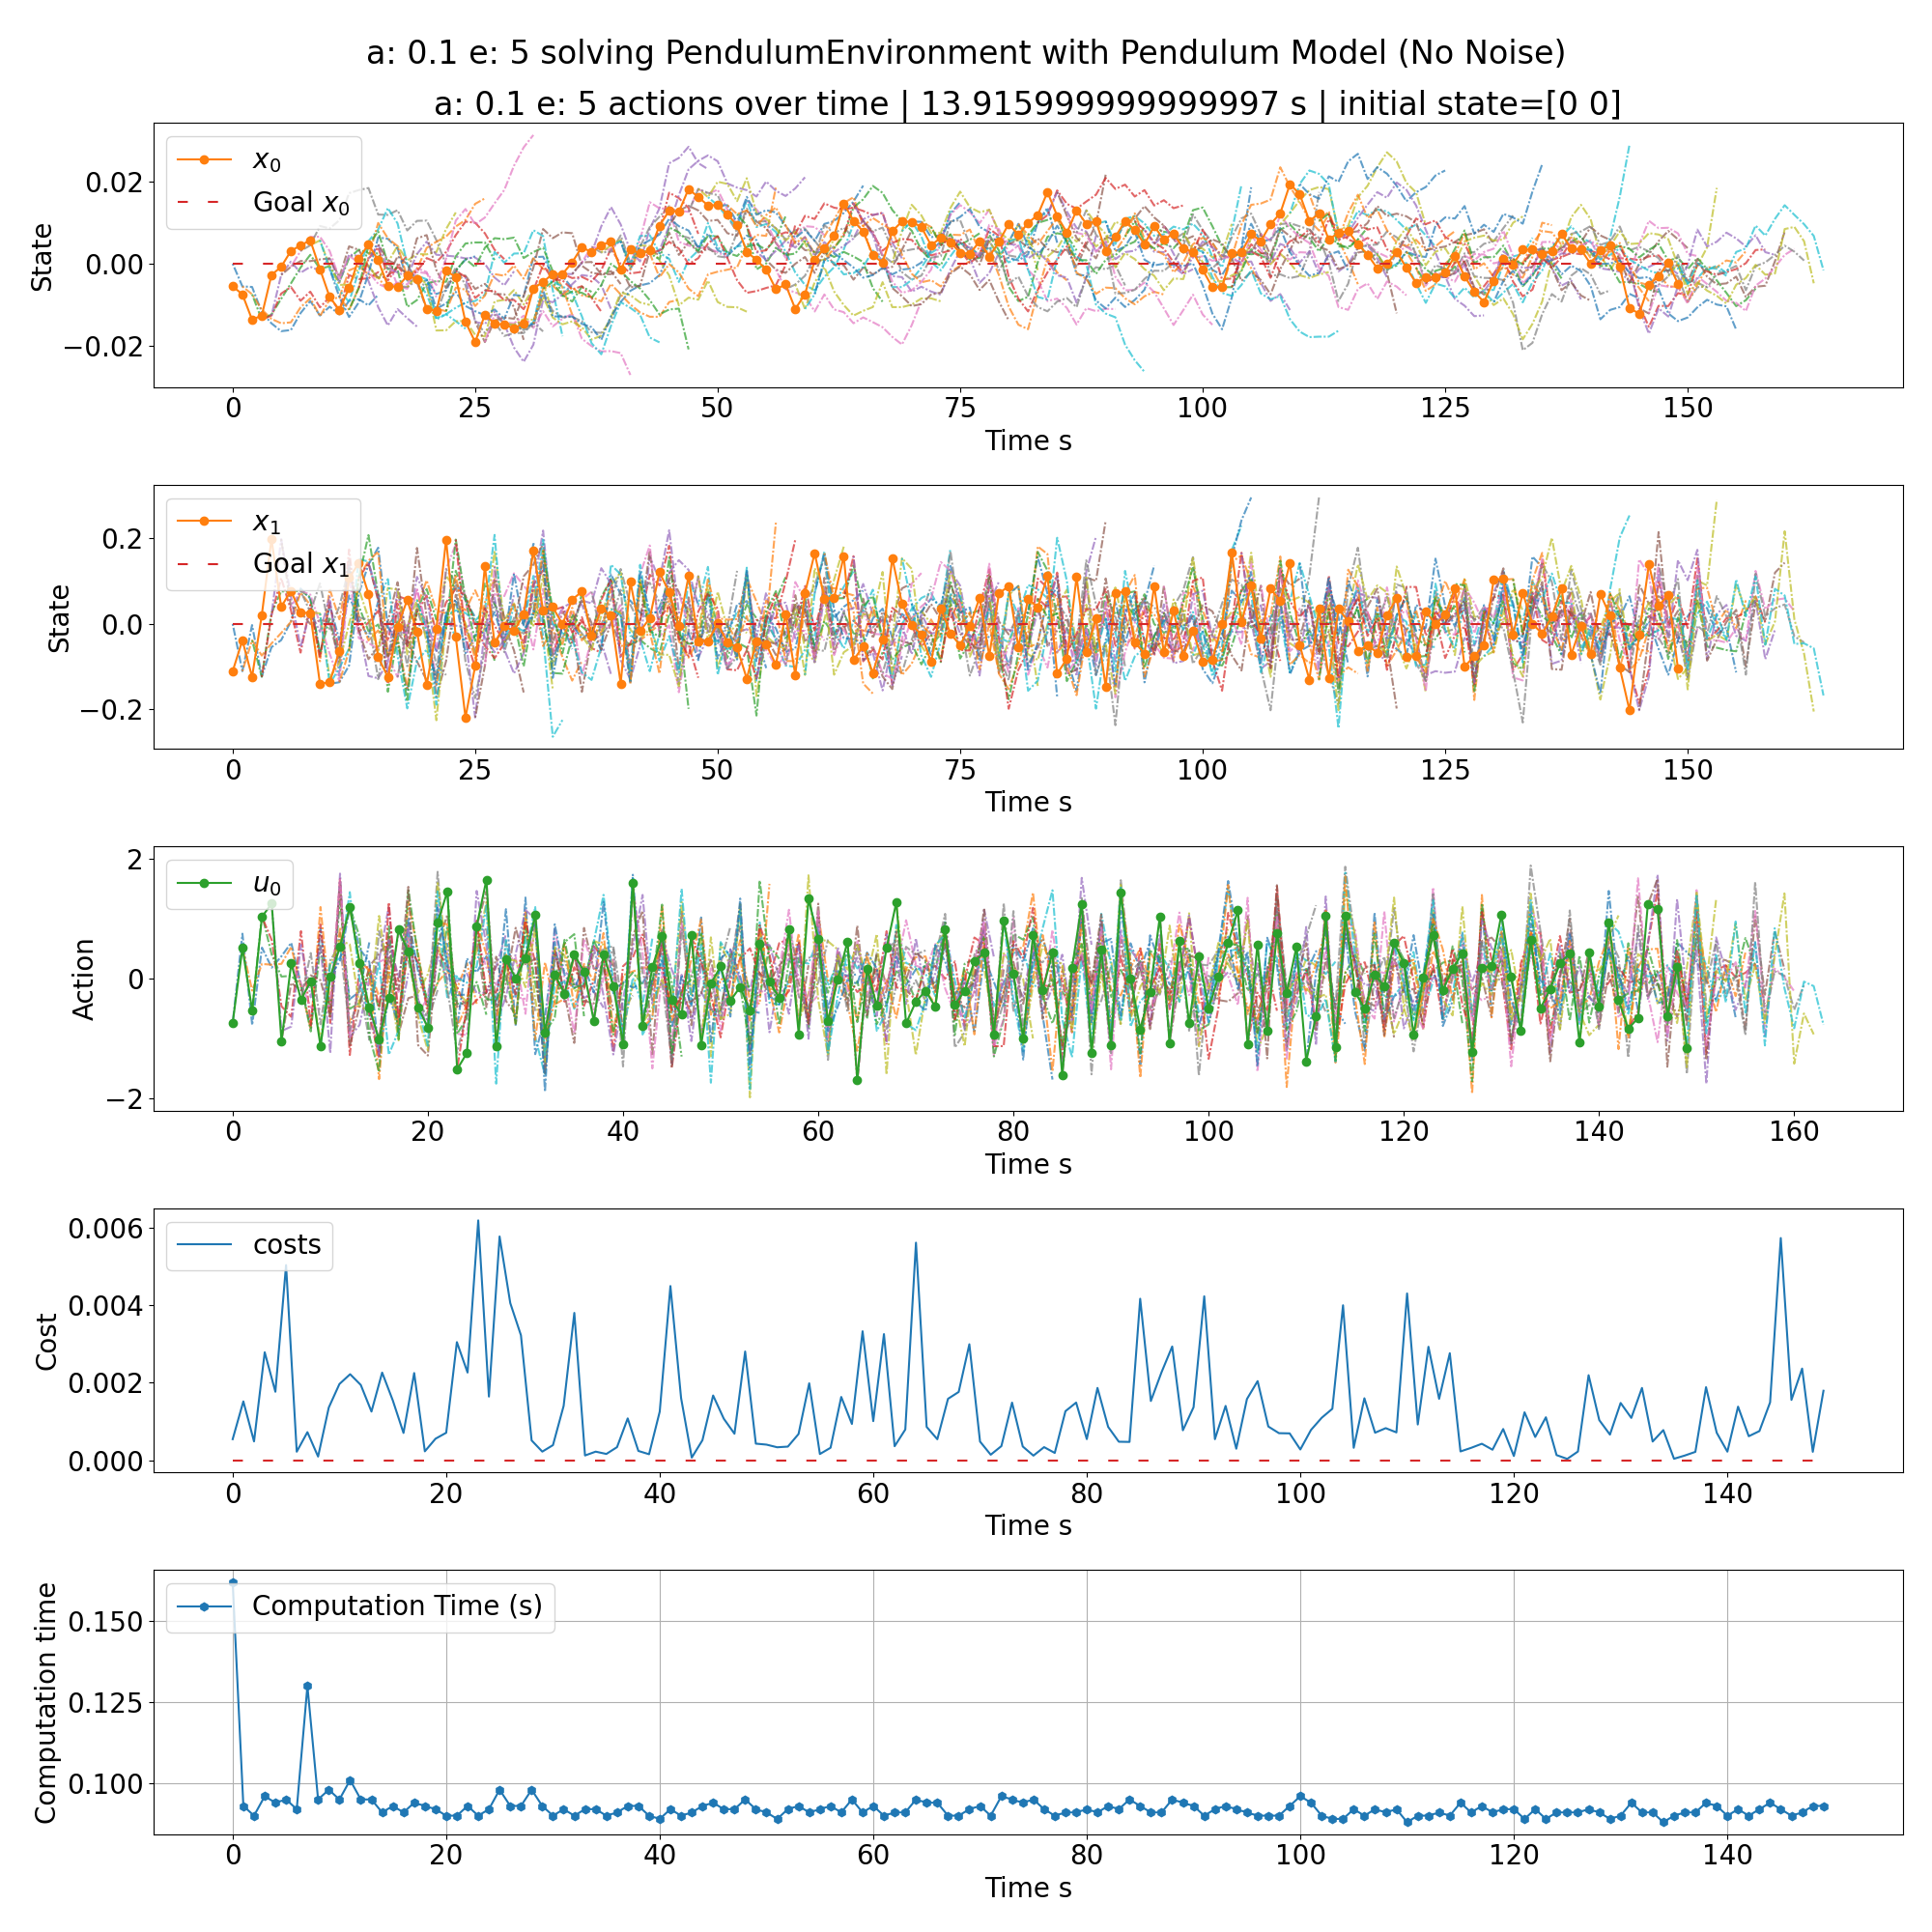 a: 0.1 e: 5 solving PendulumEnvironment with Pendulum Model (No Noise)
a: 0.1 e: 5 actions over time | 13.915999999999997 s | initial state=[0 0]
x0
Goal x0
State
0.02
0.00
−0.02
0 25 50 75 100 125 150
Time s
x1
Goal x1
State
0.2
0.0
−0.2
0 25 50 75 100 125 150
Time s
u0
Action
2
0
−2
0 20 40 60 80 100 120 140 160
Time s
costs
Cost
0.006
0.004
0.002
0.000
0 20 40 60 80 100 120 140
Time s
Computation Time (s)
Computation time
0.150
0.125
0.100
0 20 40 60 80 100 120 140
Time s